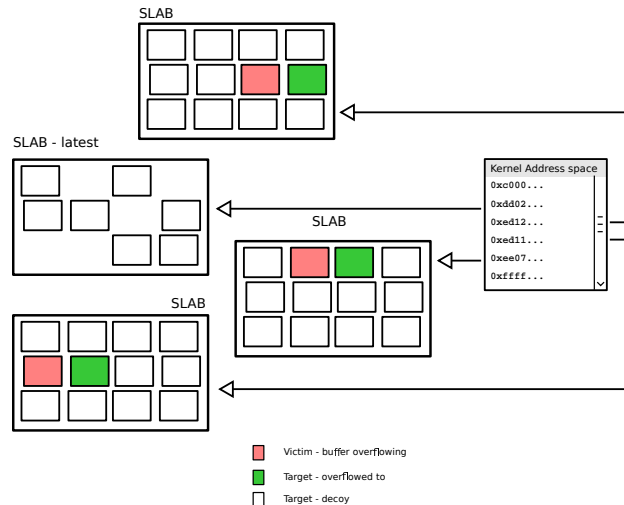 SLAB
SLAB - latest
Kernel Address space
0xc000...
0xdd02...
0xed12...
0xed11...
0xee07...
0xffff...
SLAB
SLAB
Victim - buffer overflowing
Target - overflowed to
Target - decoy